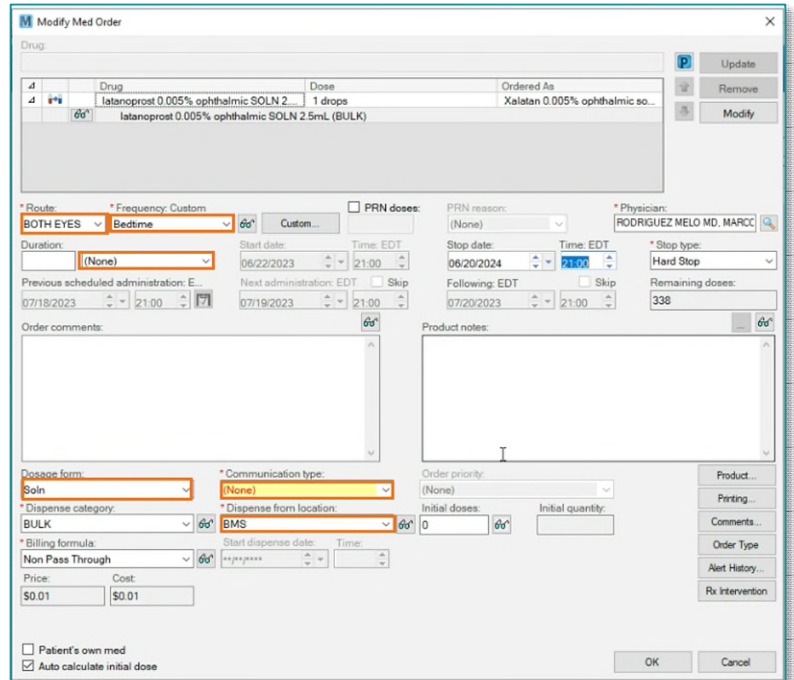 Modify Med Order
Drug:
Update
Drug Dose Ordered As
Remove
latanoprost 0.005% ophthalmic SOLN 2.... 1 drops Xalatan 0.005% ophthalmic so...
latanoprost 0.005% ophthalmic SOLN 2.5mL (BULK)
Modify
*Route: *Frequency: Custom PRN doses: PRN reason: *Physician:
BOTH EYES Bedtime Custom... (None) RODRIGUEZ MELO MD, MARCC
Duration: Start date: Time: EDT Stop date: Time: EDT *Stop type:
(None) 06/22/2023 21:00 06/20/2024 21:00 Hard Stop
Previous scheduled administration: E... Next administration: EDT Skip Following: EDT Skip Remaining doses:
07/18/2023 21:00 07/19/2023 21:00 07/20/2023 21:00 338
Order comments: Product notes: ...
Dosage form: *Communication type: Order priority: Product...
Soln (None) (None)
Printing...
*Dispense category: *Dispense from location: Initial doses: Initial quantity:
BULK BMS 0 Comments...
*Billing formula: Start dispense date: Time: Order Type
Non Pass Through **/**/****
Alert History...
Price: Cost:
$0.01 $0.01 Rx Intervention
Patient's own med
Auto calculate initial dose OK Cancel